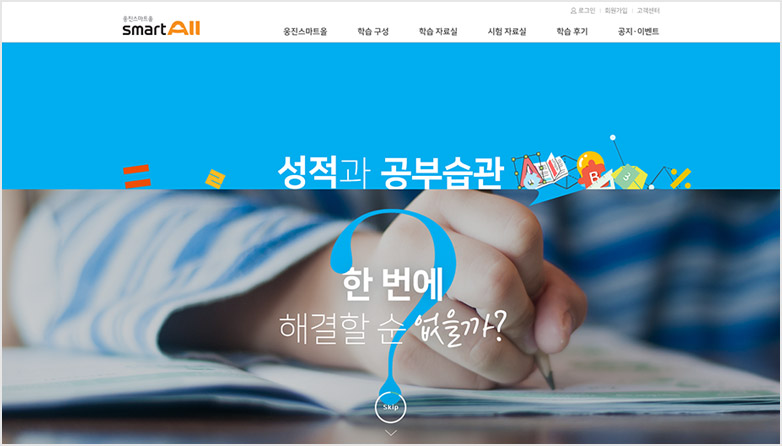 로그인 회원가입 고객센터
웅진스마트올
smart All
웅진스마트올 학습 구성 학습 자료실 시험 자료실 학습 후기 공지·이벤트
성적과 공부습관
A
B
3
?
한 번에
해결할 순 없을까?
Skip